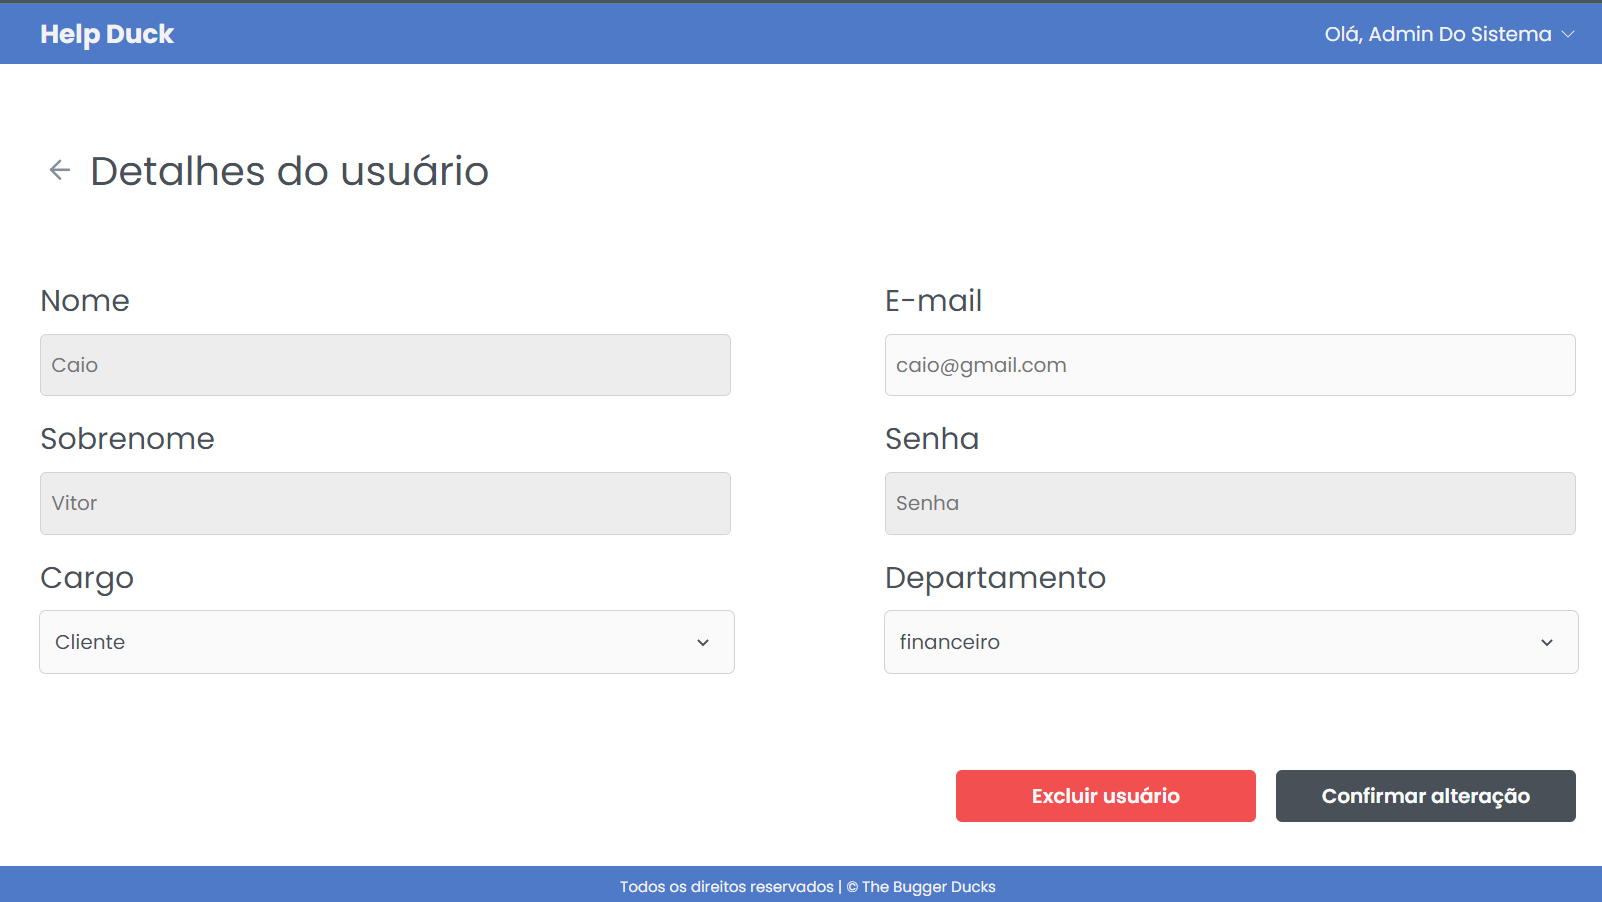 Help Duck
Olá, Admin Do Sistema
Detalhes do usuário
Nome
E-mail
Caio
caio@gmail.com
Sobrenome
Senha
Vitor
Senha
Cargo
Departamento
Cliente
financeiro
Excluir usuário
Confirmar alteração
Todos os direitos reservados | © The Bugger Ducks